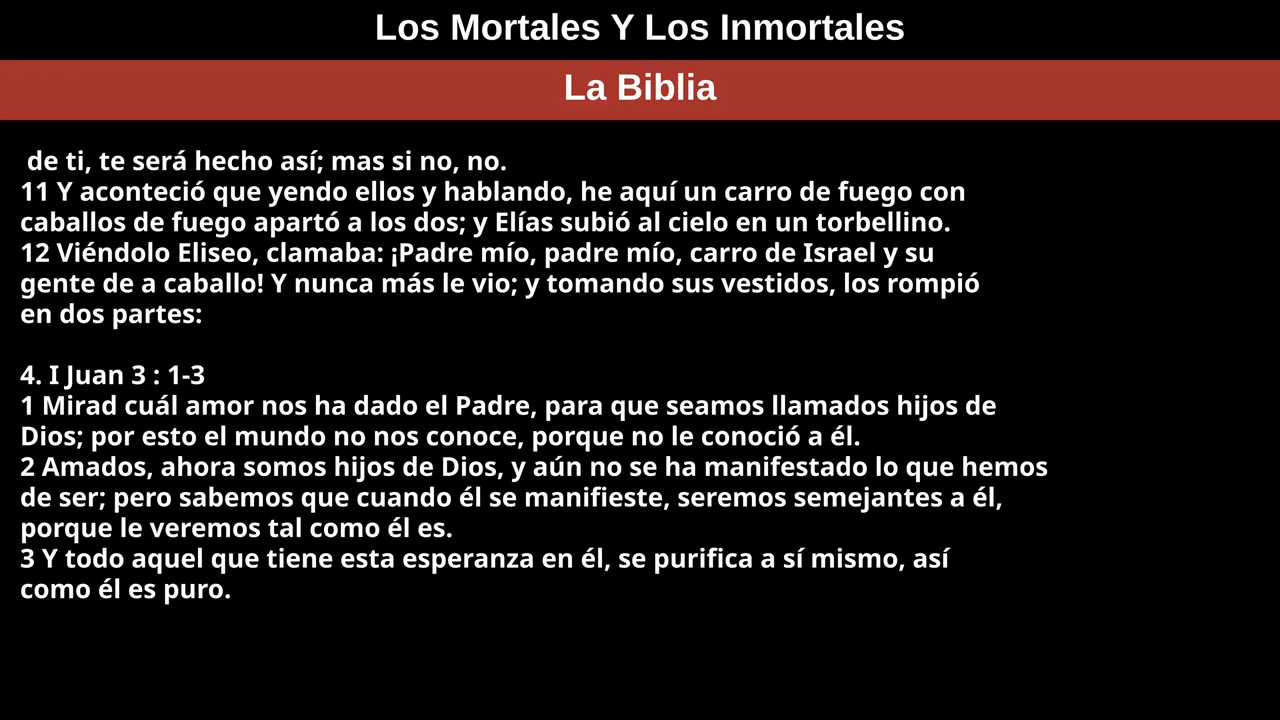 Los Mortales Y Los Inmortales
La Biblia
de ti, te será hecho así; mas si no, no.
11 Y aconteció que yendo ellos y hablando, he aquí un carro de fuego con
caballos de fuego apartó a los dos; y Elías subió al cielo en un torbellino.
12 Viéndolo Eliseo, clamaba: ¡Padre mío, padre mío, carro de Israel y su
gente de a caballo! Y nunca más le vio; y tomando sus vestidos, los rompió
en dos partes:
4. I Juan 3 : 1-3
1 Mirad cuál amor nos ha dado el Padre, para que seamos llamados hijos de
Dios; por esto el mundo no nos conoce, porque no le conoció a él.
2 Amados, ahora somos hijos de Dios, y aún no se ha manifestado lo que hemos
de ser; pero sabemos que cuando él se manifieste, seremos semejantes a él,
porque le veremos tal como él es.
3 Y todo aquel que tiene esta esperanza en él, se purifica a sí mismo, así
como él es puro.